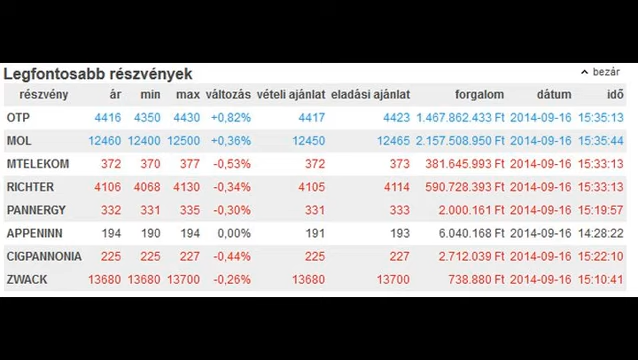 Legfontosabb részvények bezár
részvény ár min max változás vételi ajánlat eladási ajánlat forgalom dátum idő
OTP 4416 4350 4430 +0,82% 4417 4423 1.467.862.433 Ft 2014-09-16 15:35:13
MOL 12460 12400 12500 +0,36% 12450 12465 2.157.508.950 Ft 2014-09-16 15:35:44
MTELEKOM 372 370 377 -0,53% 372 373 381.645.993 Ft 2014-09-16 15:33:13
RICHTER 4106 4068 4130 -0,34% 4105 4114 590.728.393 Ft 2014-09-16 15:33:13
PANNERGY 332 331 335 -0,30% 331 333 2.000.161 Ft 2014-09-16 15:19:57
APPENINN 194 190 194 0,00% 191 193 6.040.168 Ft 2014-09-16 14:28:22
CIGPANNONIA 225 225 227 -0,44% 225 227 2.712.039 Ft 2014-09-16 15:22:10
ZWACK 13680 13680 13700 -0,26% 13680 13700 738.880 Ft 2014-09-16 15:10:41